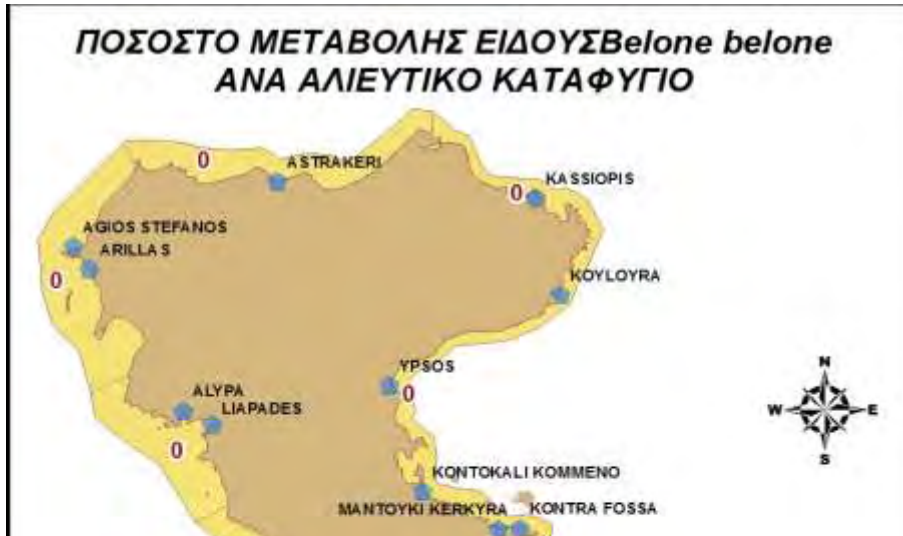 ΠΟΣΟΣΤΟ ΜΕΤΑΒΟΛΗΣ ΕΙΔΟΥΣBelone belone
ΑΝΑ ΑΛΙΕΥΤΙΚΟ ΚΑΤΑΦΥΓΙΟ
0
ASTRAKERI
KASSIOPIS
0
AGIOS STEFANOS
ARILLAS
0
KOYLOYRA
N
W E
S
YPSOS
0
ALYPA
LIAPADES
0
KONTOKALI KOMMENO
MANTOYKI KERKYRA
KONTRA FOSSA